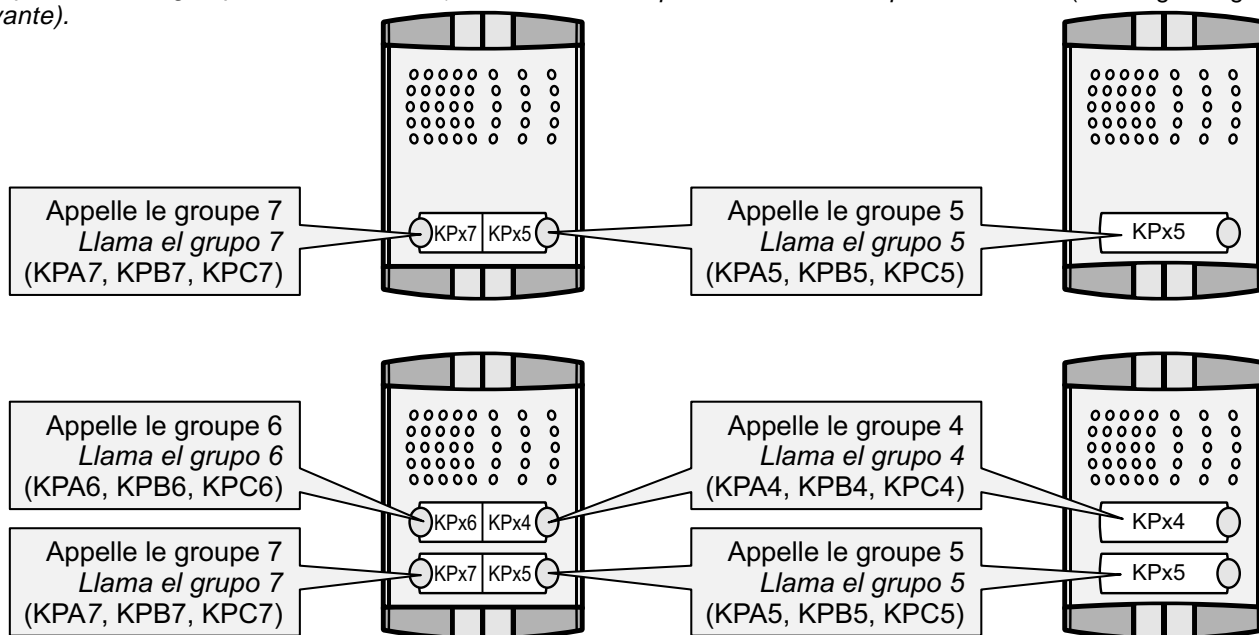 vante).
Appelle le groupe 7
Llama el grupo 7
(KPA7, KPB7, KPC7)
KPx7 KPx5
Appelle le groupe 5
Llama el grupo 5
(KPA5, KPB5, KPC5)
KPx5
Appelle le groupe 6
Llama el grupo 6
(KPA6, KPB6, KPC6)
KPx6 KPx4
Appelle le groupe 4
Llama el grupo 4
(KPA4, KPB4, KPC4)
KPx4
Appelle le groupe 7
Llama el grupo 7
(KPA7, KPB7, KPC7)
KPx7 KPx5
Appelle le groupe 5
Llama el grupo 5
(KPA5, KPB5, KPC5)
KPx5